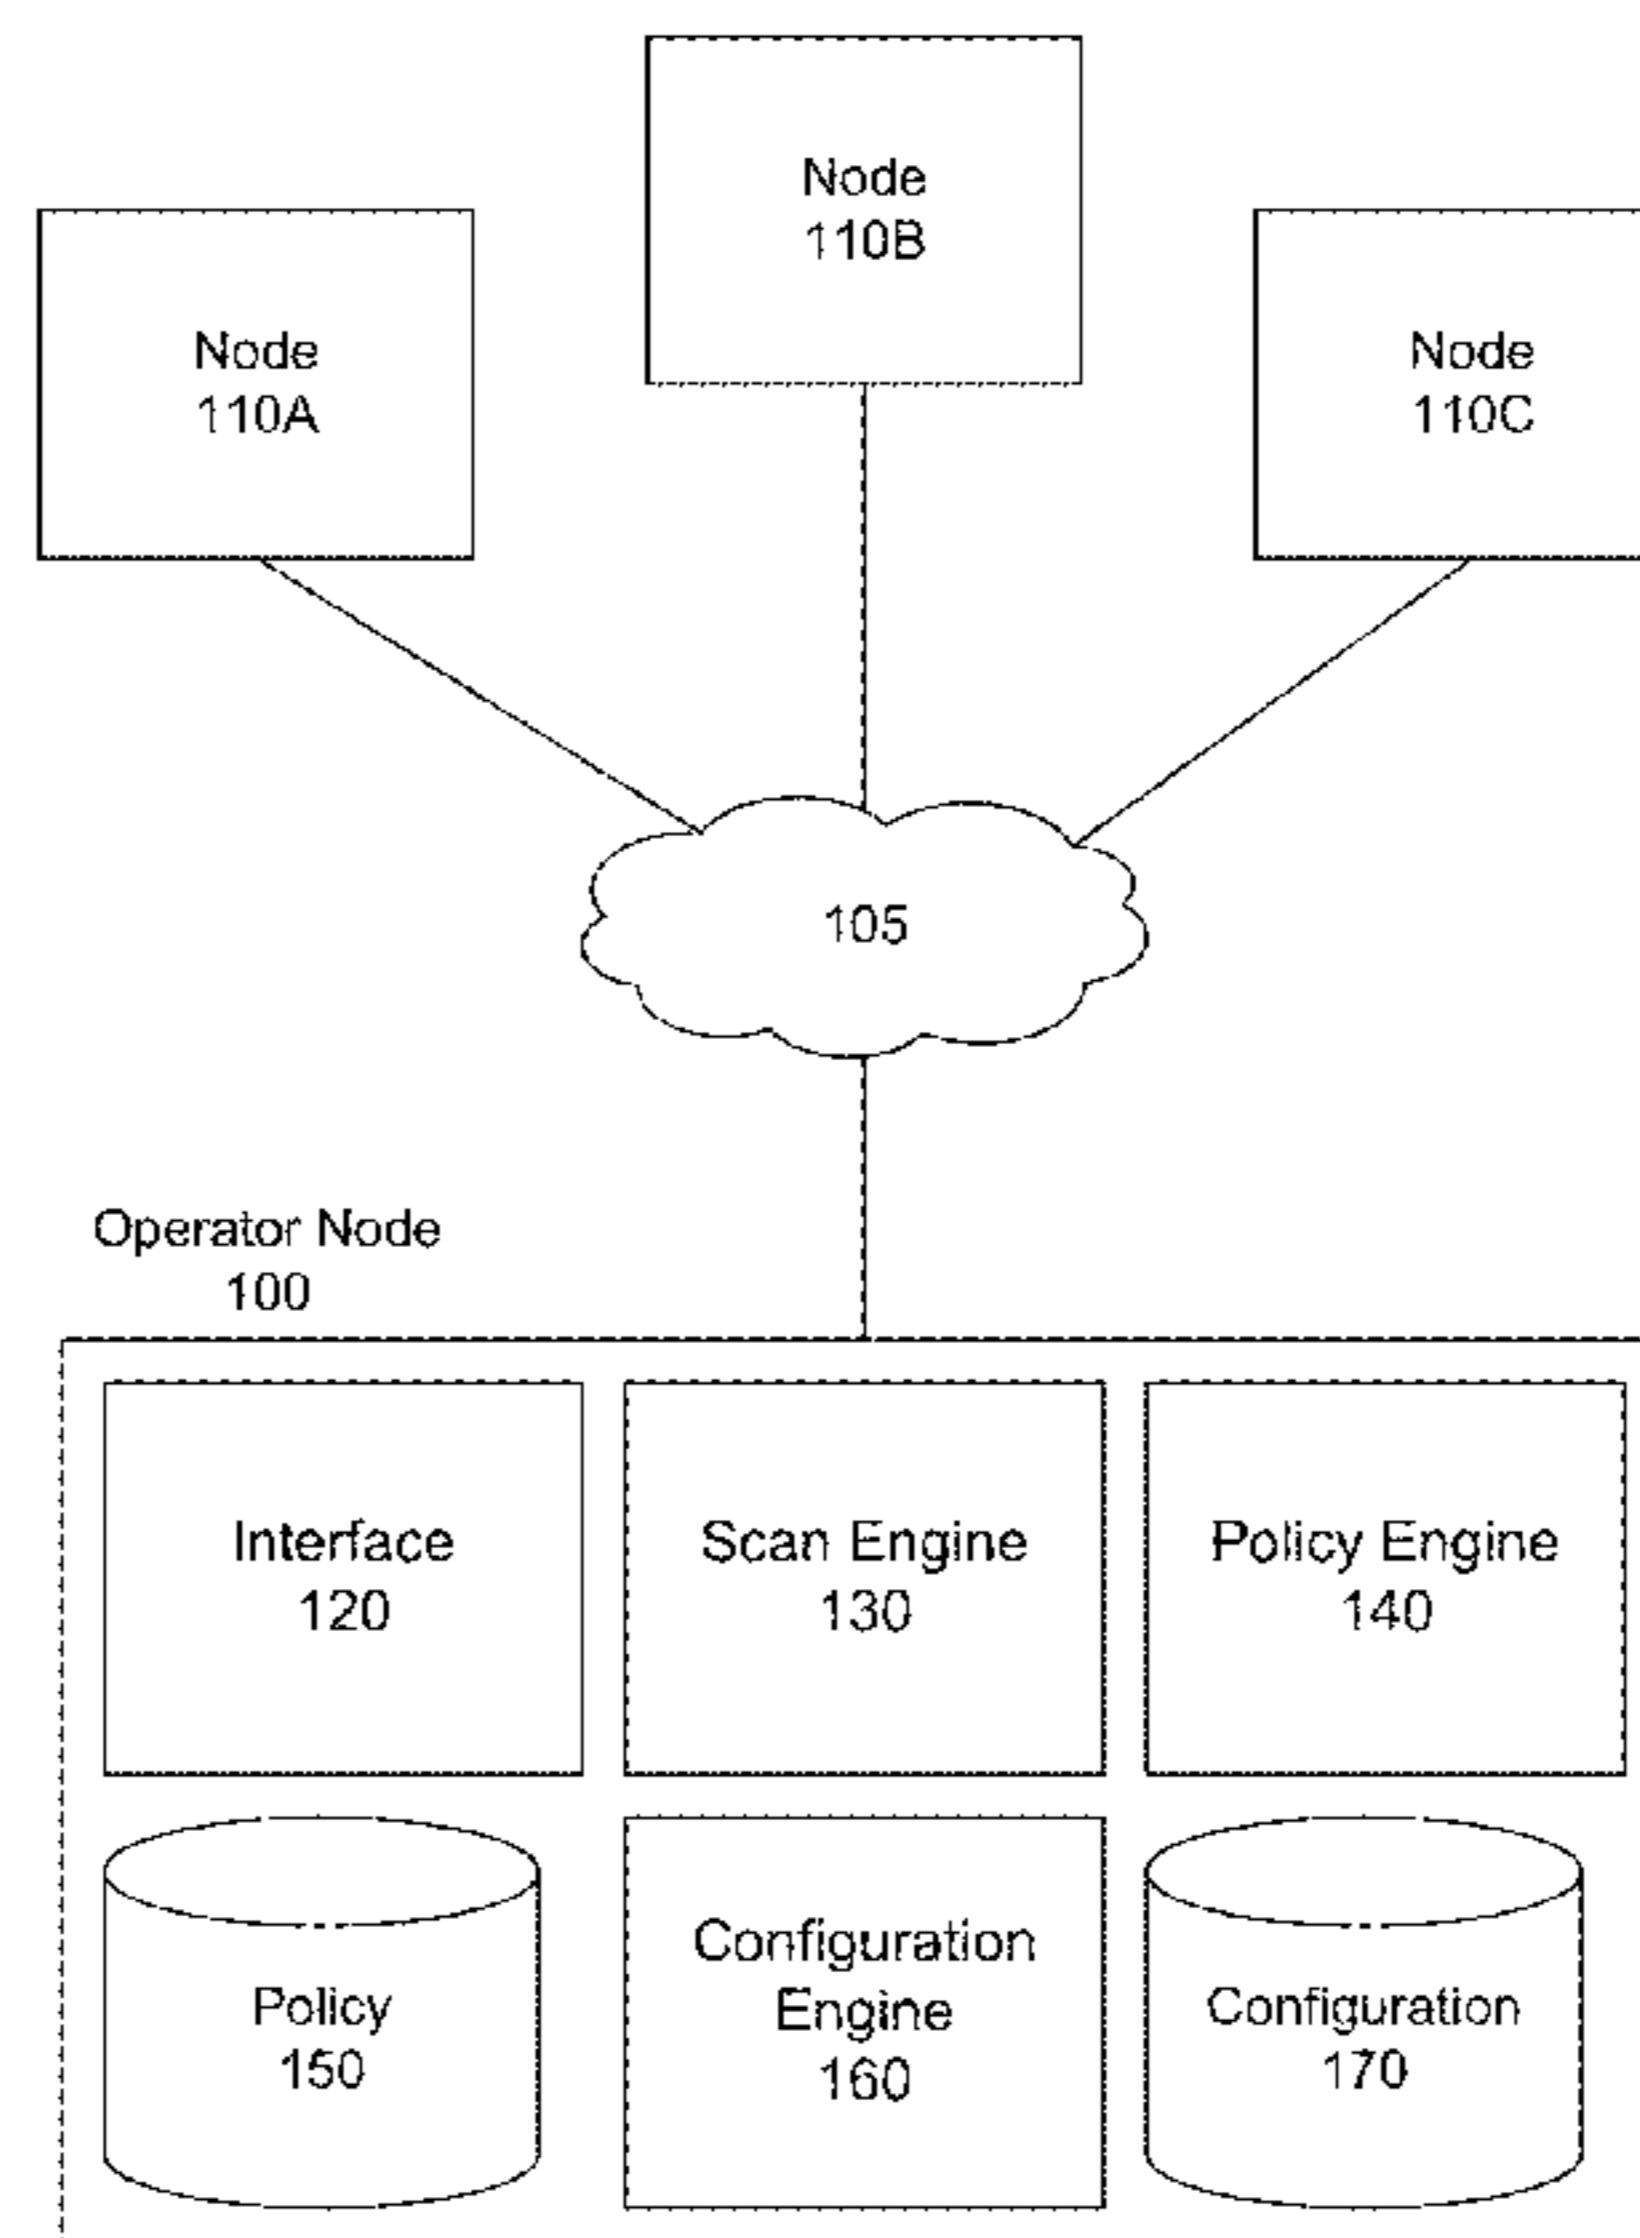 Node
110B
Node
110A
Node
110C
105
Operator Node
100
Interface
120
Scan Engine
130
Policy Engine
140
Policy
150
Configuration
Engine
160
Configuration
170